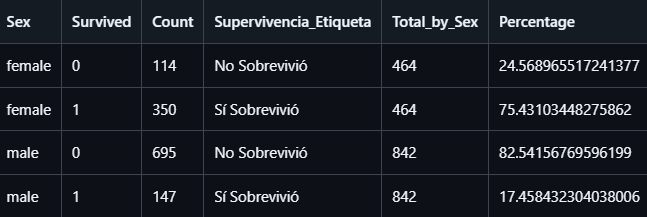 Sex Survived Count Supervivencia_Etiqueta Total_by_Sex Percentage
female 0 114 No Sobrevivió 464 24.568965517241377
female 1 350 Sí Sobrevivió 464 75.43103448275862
male 0 695 No Sobrevivió 842 82.54156769596199
male 1 147 Sí Sobrevivió 842 17.458432304038006